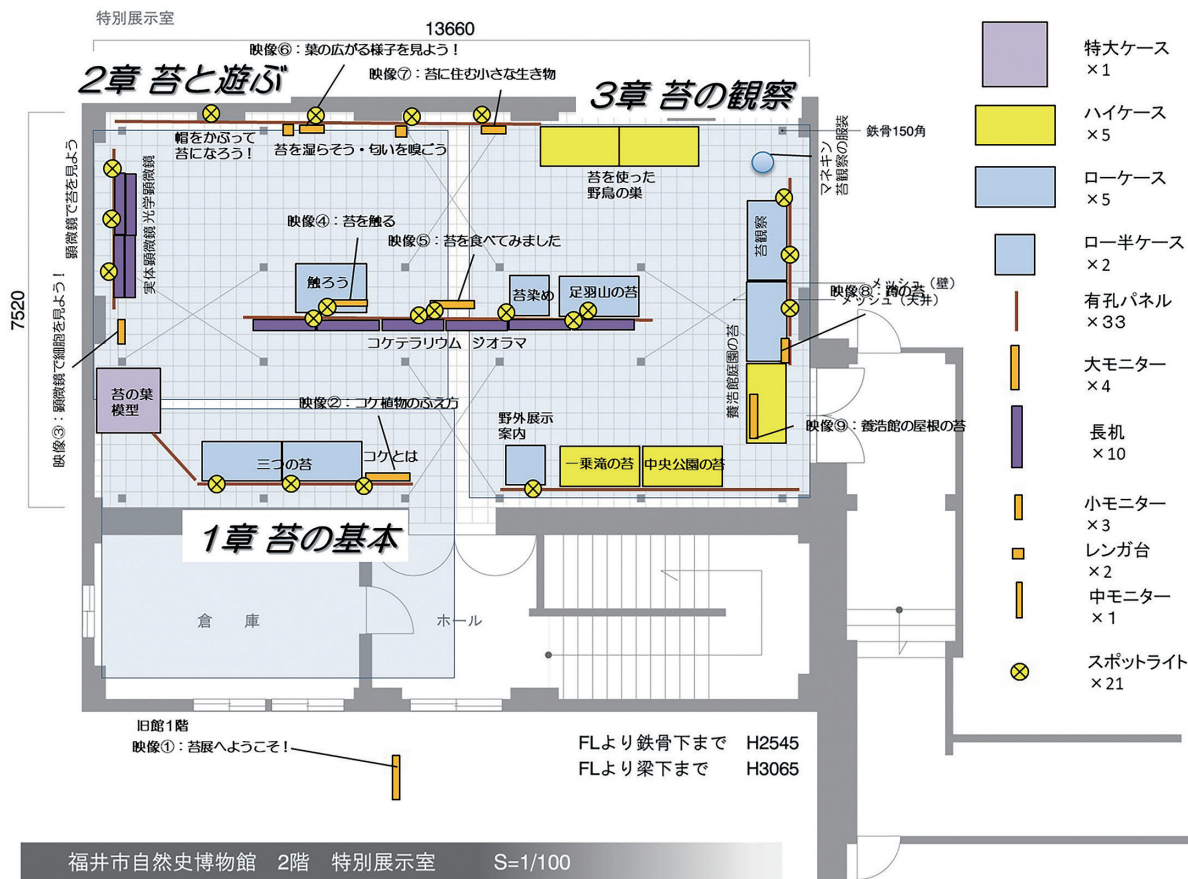 特別展示室
13660
7520
映像⑥：葉の広がる様子を見よう！
2章 苔と遊ぶ
映像⑦：苔に住む小さな生き物
3章 苔の観察
帽をかぶって
苔になろう！
苔を湿らそう・匂いを嗅ごう
苔を使った
野鳥の巣
鉄骨150角
マネキン
苔観察の服装
顕微鏡で苔を見よう
光学顕微鏡
実体顕微鏡
映像④：苔を触る
映像⑤：苔を食べてみました
触ろう
苔染め
足羽山の苔
苔観察
メッシュ（壁）
メッシュ（天井）
コケテラリウム
ジオラマ
映像③：顕微鏡で細胞を見よう！
苔の葉
模型
映像②：コケ植物のふえ方
コケとは
三つの苔
野外展示
案内
一乗滝の苔
中央公園の苔
養浩館庭園の苔
映像⑨：養浩館の屋根の苔
1章 苔の基本
倉　庫
ホール
旧館1階
映像①：苔展へようこそ！
FLより鉄骨下まで　H2545
FLより梁下まで　H3065
福井市自然史博物館　2階　特別展示室　S=1/100
特大ケース
×1
ハイケース
×5
ローケース
×5
ロー半ケース
×2
有孔パネル
×33
大モニター
×4
長机
×10
小モニター
×3
レンガ台
×2
中モニター
×1
スポットライト
×21